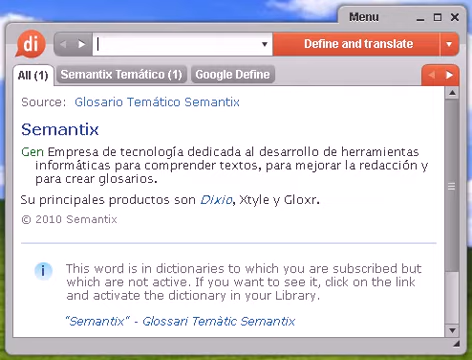 Menu
di
Define and translate
All (1) Semantix Temático (1) Google Define
Source: Glosario Temático Semantix
Semantix
Gen Empresa de tecnología dedicada al desarrollo de herramientas
informáticas para comprender textos, para mejorar la redacción y
para crear glosarios.
Su principales productos son Dixio, Xtyle y Gloxr.
© 2010 Semantix
i
This word is in dictionaries to which you are subscribed but
which are not active. If you want to see it, click on the link
and activate the dictionary in your Library.
"Semantix" - Glossari Temàtic Semantix